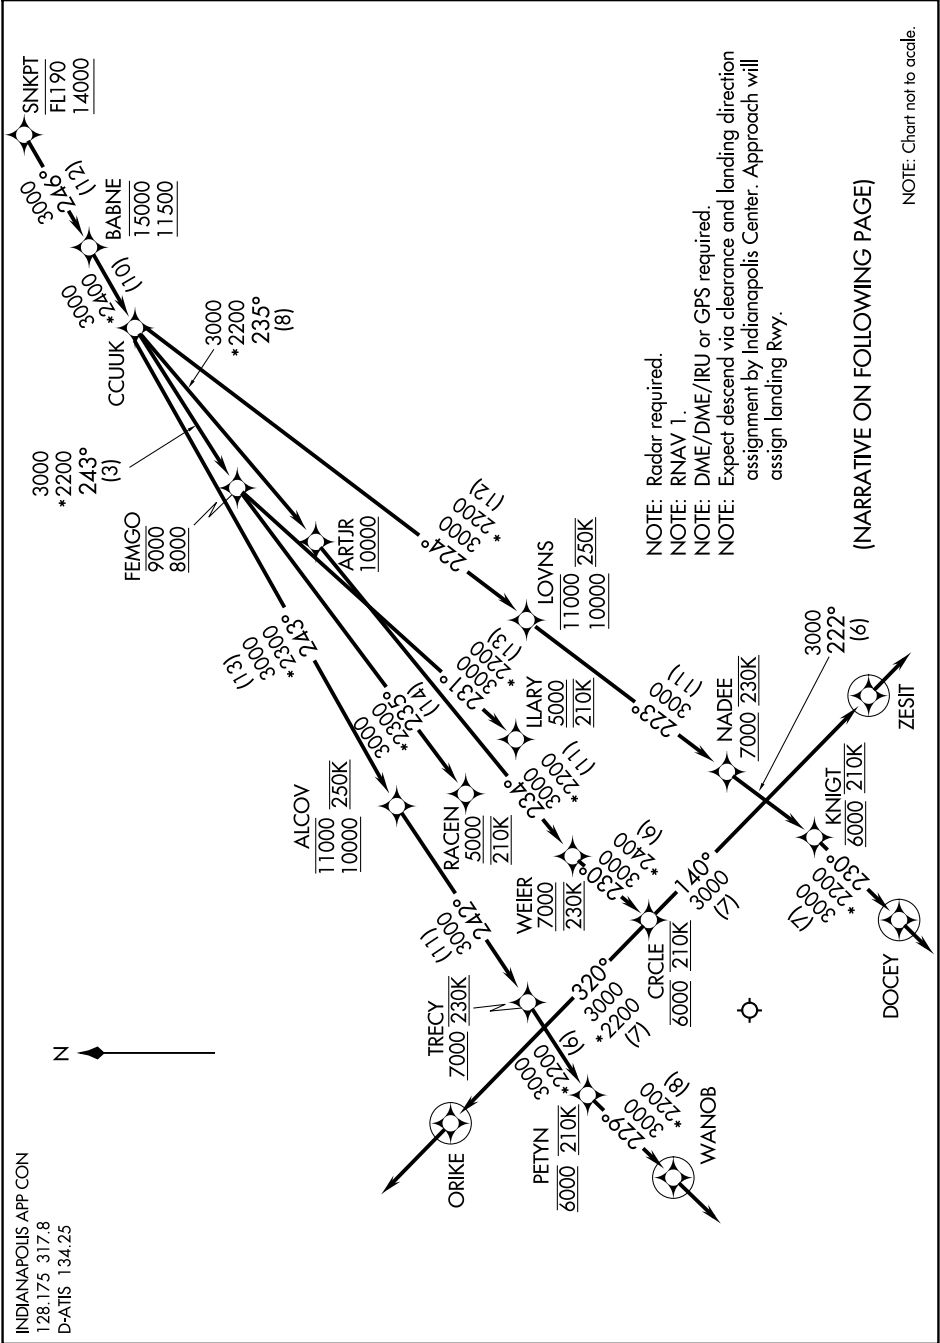 INDIANAPOLIS APP CON
128.175 317.8
D-ATIS 134.25
N
SNKPT
FL190
14000
3000
246°
(12)
BABNE
15000
11500
3000
*2400
(10)
CCUUK
3000
*2200
243°
(3)
3000
*2200
235°
(8)
FEMGO
9000
8000
ARTJR
10000
(13)
3000
*2300
243°
224°
3000
*2200
(12)
LOVNS
11000 250K
10000
231°
3000
*2200
(13)
LLARY
5000
210K
3000
*2300
235°
(14)
RACEN
5000
210K
ALCOV
11000 250K
10000
234°
3000
*2200
(11)
WEIER
7000
230K
230°
3000
*2400
(6)
CRCLE
6000 210K
223°
3000
(11)
NADEE
7000 230K
3000
222°
(6)
KNIGT
6000 210K
230°
*2200
3000
(7)
DOCEY
140°
3000
(7)
ZESIT
320°
3000
*2200
(7)
ORIKE
(11)
3000
242°
TRECY
7000 230K
3000
*2200
(6)
PETYN
6000 210K
229°
3000
*2200
(8)
WANOB
NOTE: Radar required.
NOTE: RNAV 1.
NOTE: DME/DME/IRU or GPS required.
NOTE: Expect descend via clearance and landing direction
assignment by Indianapolis Center. Approach will
assign landing Rwy.
(NARRATIVE ON FOLLOWING PAGE)
NOTE: Chart not to acale.